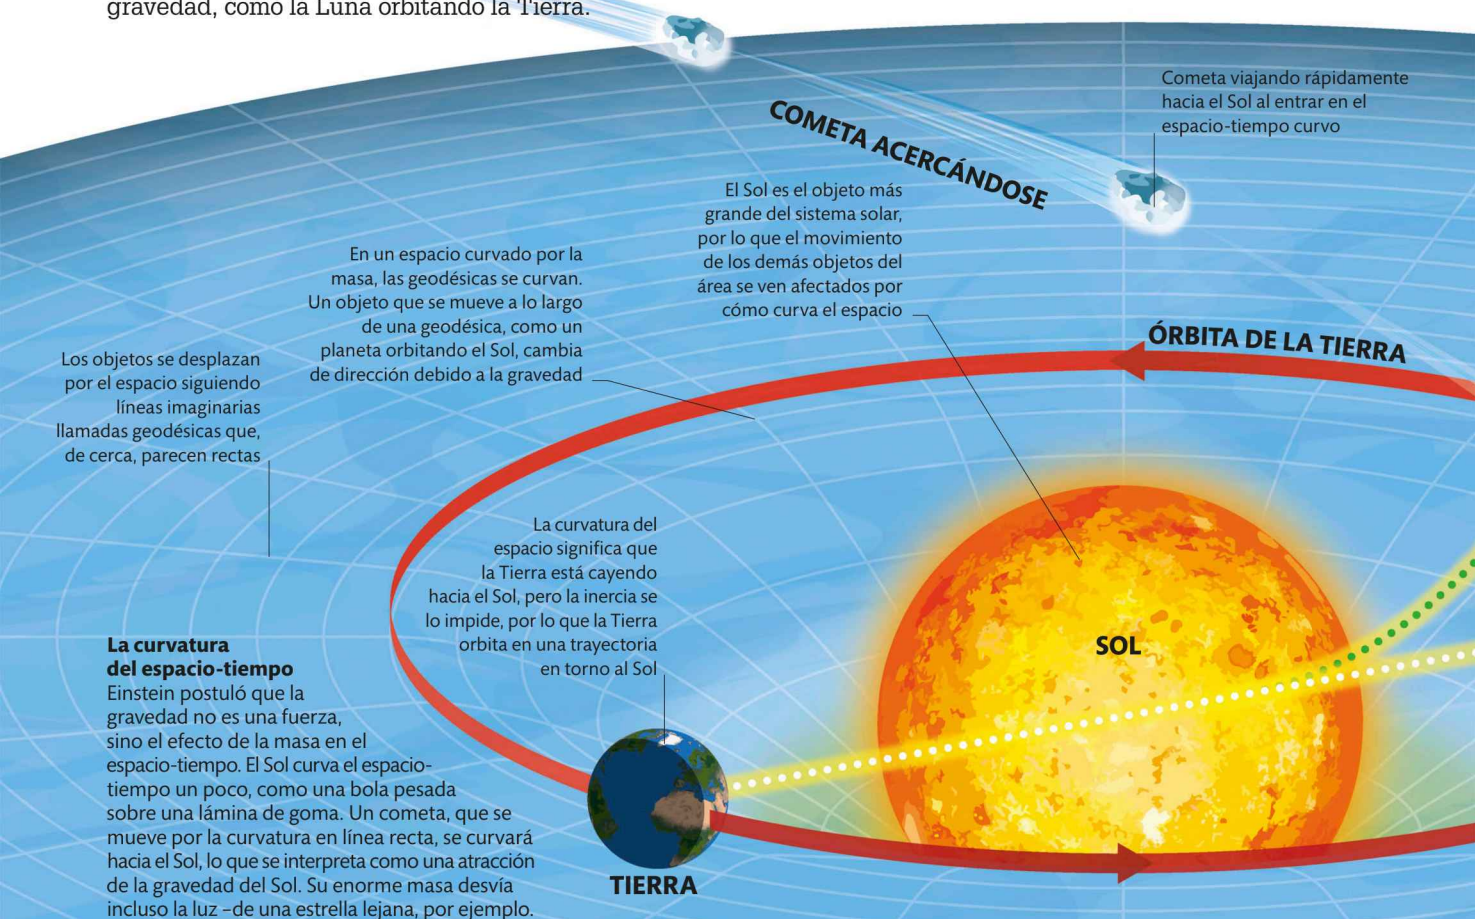 gravedad, como la Luna orbitando la Tierra.
COMETA ACERCÁNDOSE
Cometa viajando rápidamente
hacia el Sol al entrar en el
espacio-tiempo curvo
El Sol es el objeto más
grande del sistema solar,
por lo que el movimiento
de los demás objetos del
área se ven afectados por
cómo curva el espacio
En un espacio curvado por la
masa, las geodésicas se curvan.
Un objeto que se mueve a lo largo
de una geodésica, como un
planeta orbitando el Sol, cambia
de dirección debido a la gravedad
ÓRBITA DE LA TIERRA
Los objetos se desplazan
por el espacio siguiendo
líneas imaginarias
llamadas geodésicas que,
de cerca, parecen rectas
La curvatura del
espacio significa que
la Tierra está cayendo
hacia el Sol, pero la inercia se
lo impide, por lo que la Tierra
orbita en una trayectoria
en torno al Sol
SOL
La curvatura
del espacio-tiempo
Einstein postuló que la
gravedad no es una fuerza,
sino el efecto de la masa en el
espacio-tiempo. El Sol curva el espacio-
tiempo un poco, como una bola pesada
sobre una lámina de goma. Un cometa, que se
mueve por la curvatura en línea recta, se curvará
hacia el Sol, lo que se interpreta como una atracción
de la gravedad del Sol. Su enorme masa desvía
incluso la luz –de una estrella lejana, por ejemplo.
TIERRA